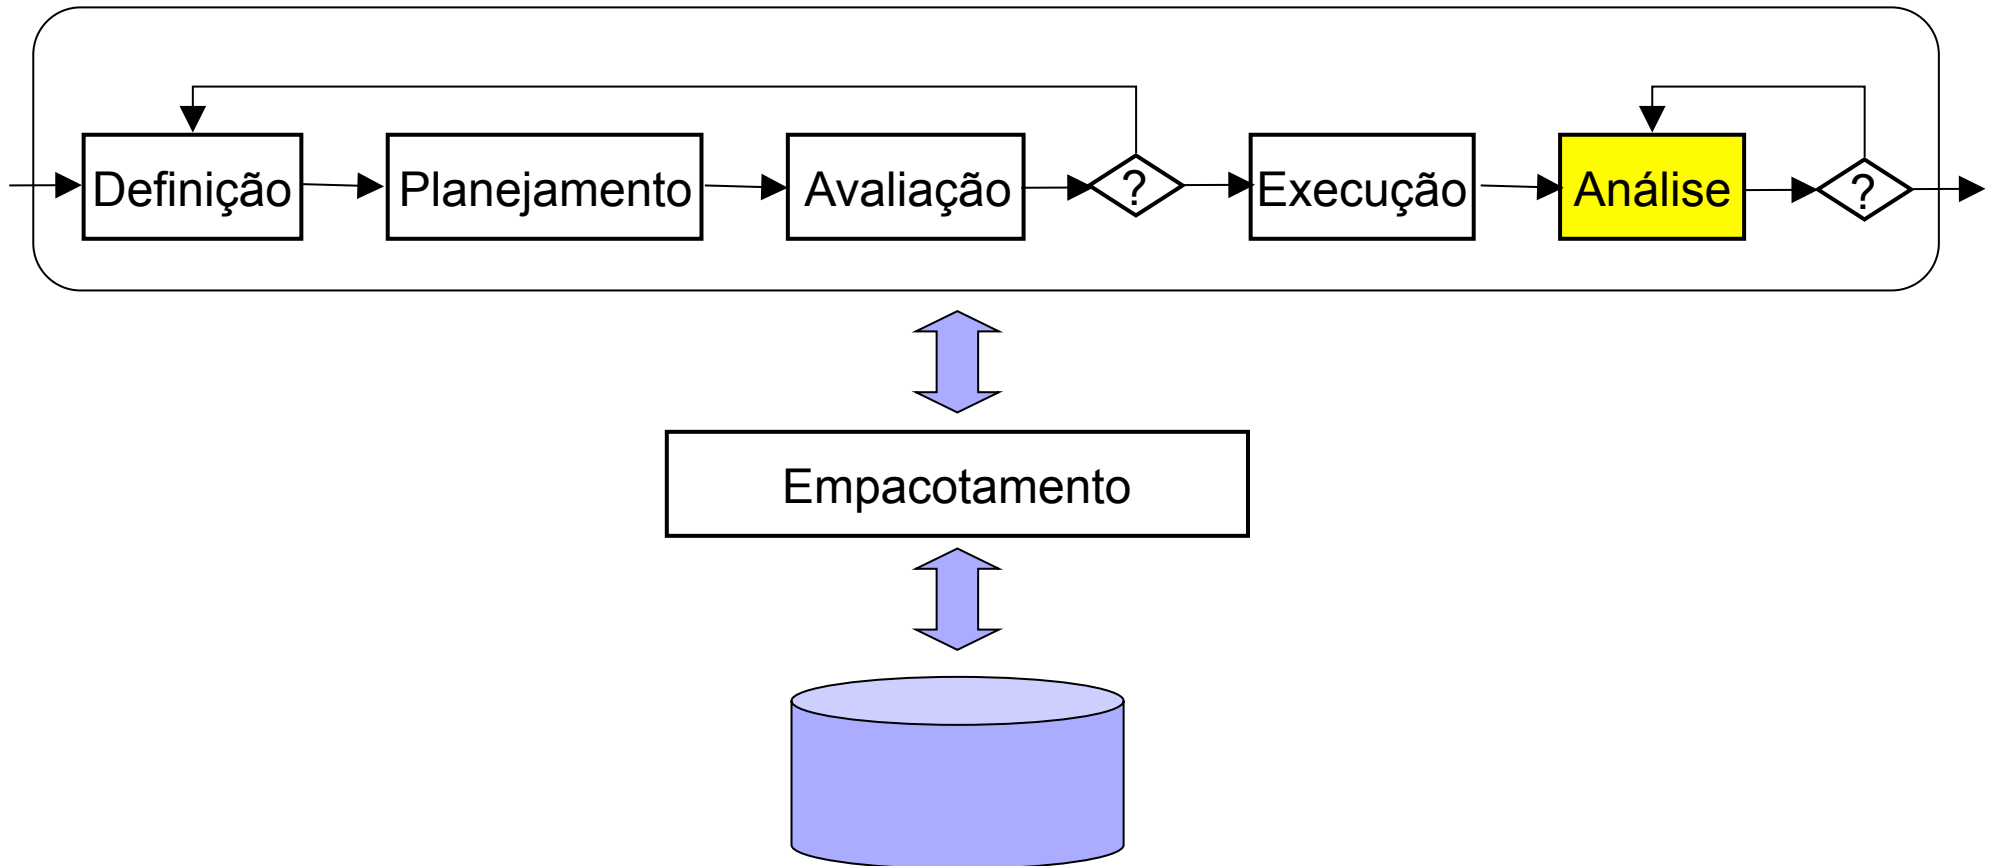 Definição
Planejamento
Avaliação
?
Execução
Análise
?
Empacotamento